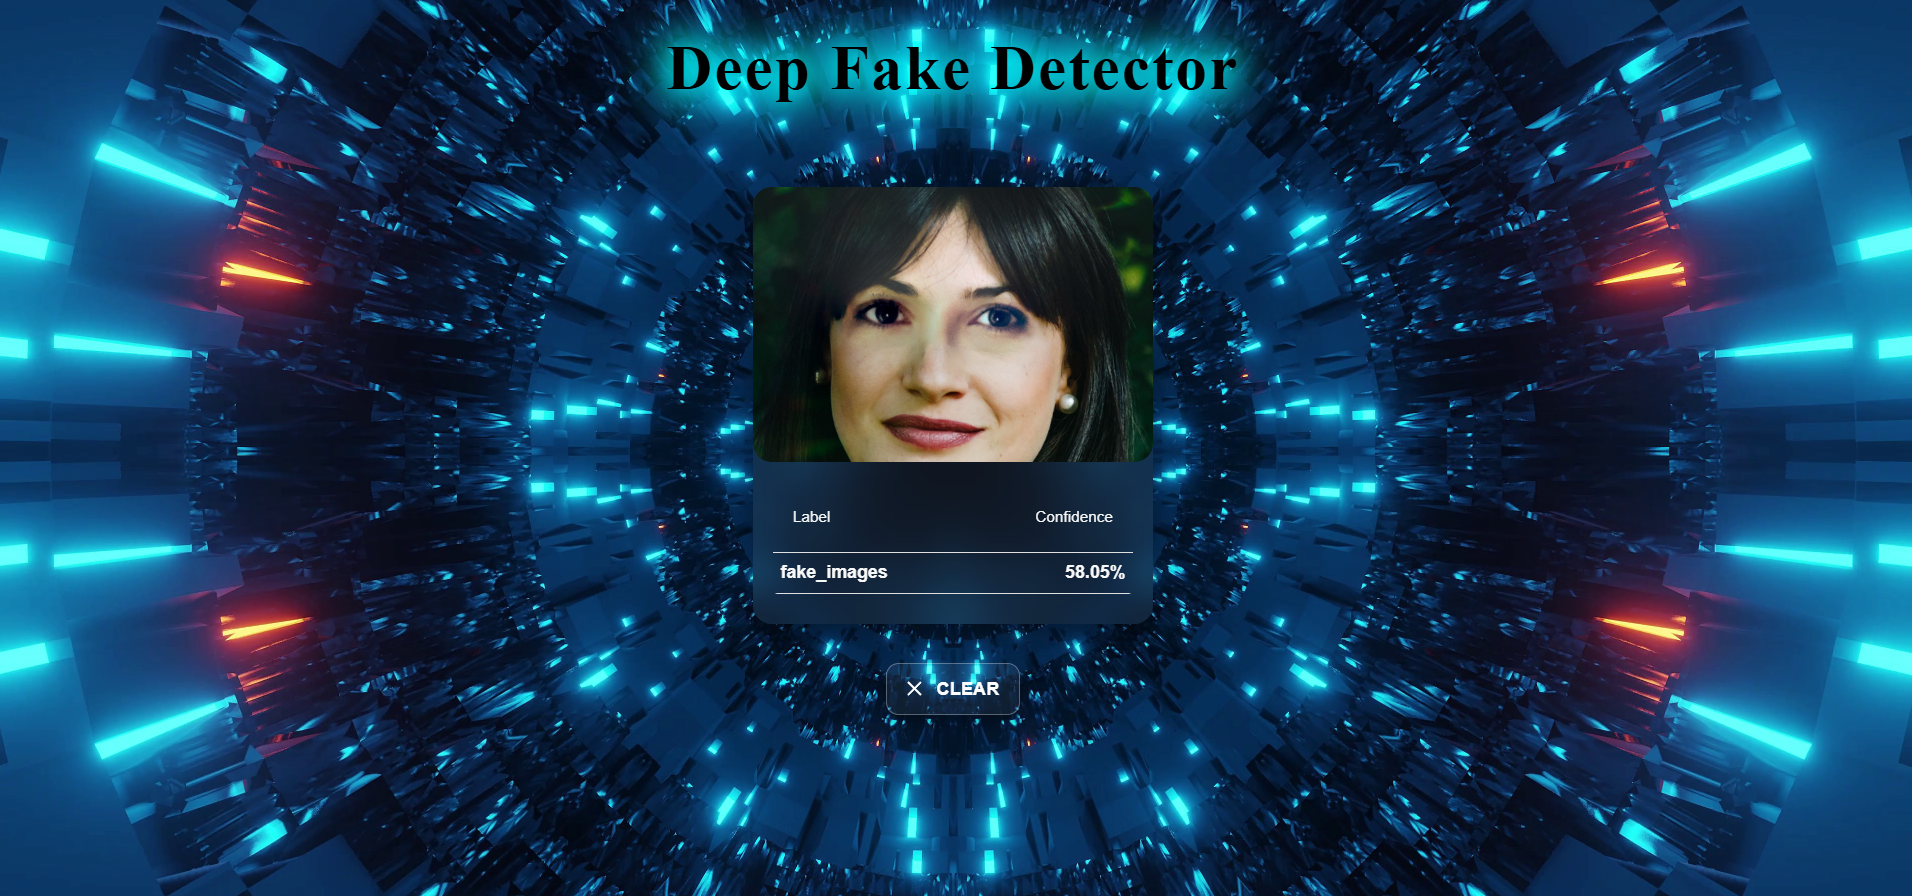 Deep Fake Detector
Label Confidence
fake_images 58.05%
CLEAR